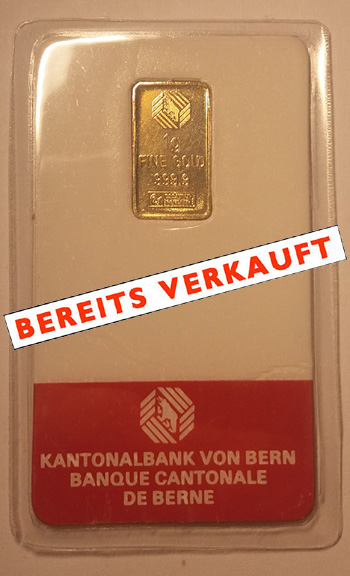 1g
FINE GOLD
999,9
BEREITS VERKAUFT
KANTONALBANK VON BERN
BANQUE CANTONALE
DE BERNE